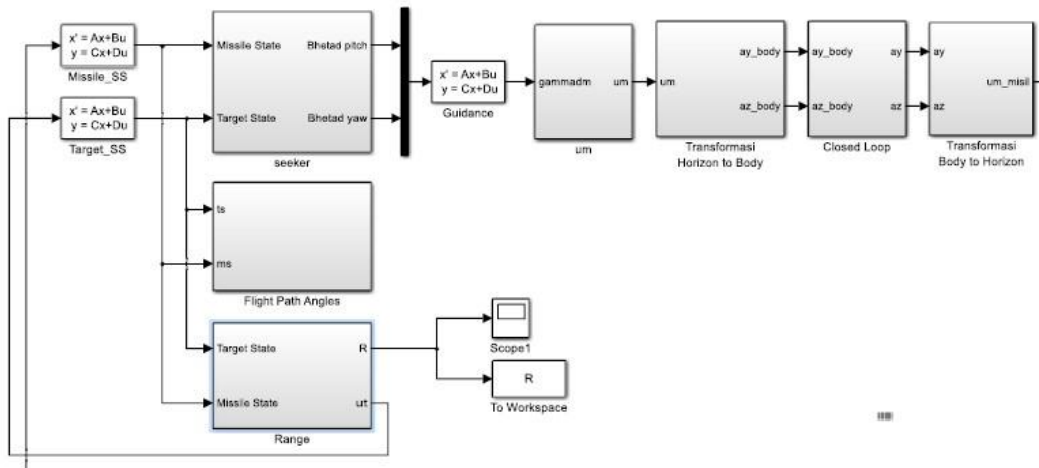 x' = Ax+Bu
y = Cx+Du
Missile_SS
x' = Ax+Bu
y = Cx+Du
Target_SS
Missile State
Bhetad pitch
Target State
Bhetad yaw
seeker
x' = Ax+Bu
y = Cx+Du
Guidance
gammadm
um
um
um
ay_body
az_body
Transformasi
Horizon to Body
ay_body
ay
az_body
az
Closed Loop
ay
um_misil
az
Transformasi
Body to Horizon
ts
ms
Flight Path Angles
Target State
R
Missile State
urt
Range
Scope1
R
To Workspace